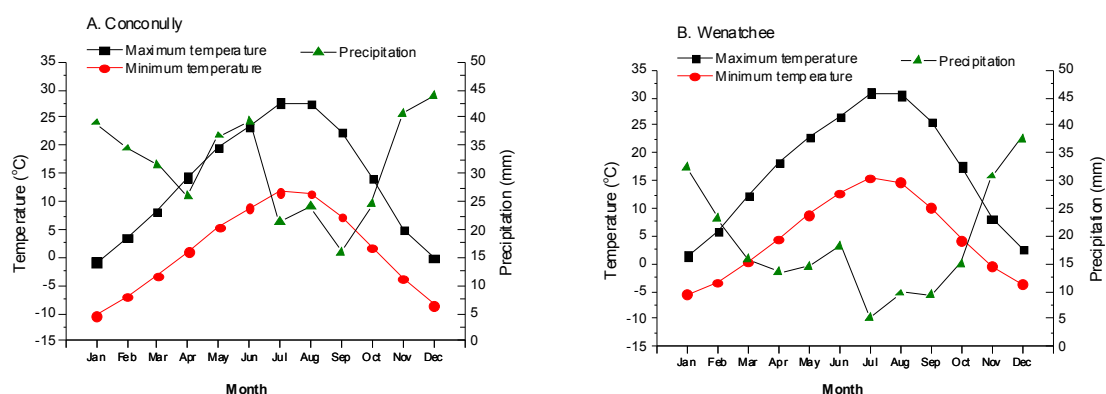 A. Conconully
Maximum temperature
Minimum temperature
Precipitation
35
30
25
20
15
10
5
0
-5
-10
-15
Temperature (°C)
50
45
40
35
30
25
20
15
10
5
0
Precipitation (mm)
Jan Feb Mar Apr May Jun Jul Aug Sep Oct Nov Dec
Month
B. Wenatchee
Maximum temperature
Minimum temperature
Precipitation
35
30
25
20
15
10
5
0
-5
-10
-15
Temperature (°C)
50
45
40
35
30
25
20
15
10
5
0
Precipitation (mm)
Jan Feb Mar Apr May Jun Jul Aug Sep Oct Nov Dec
Month